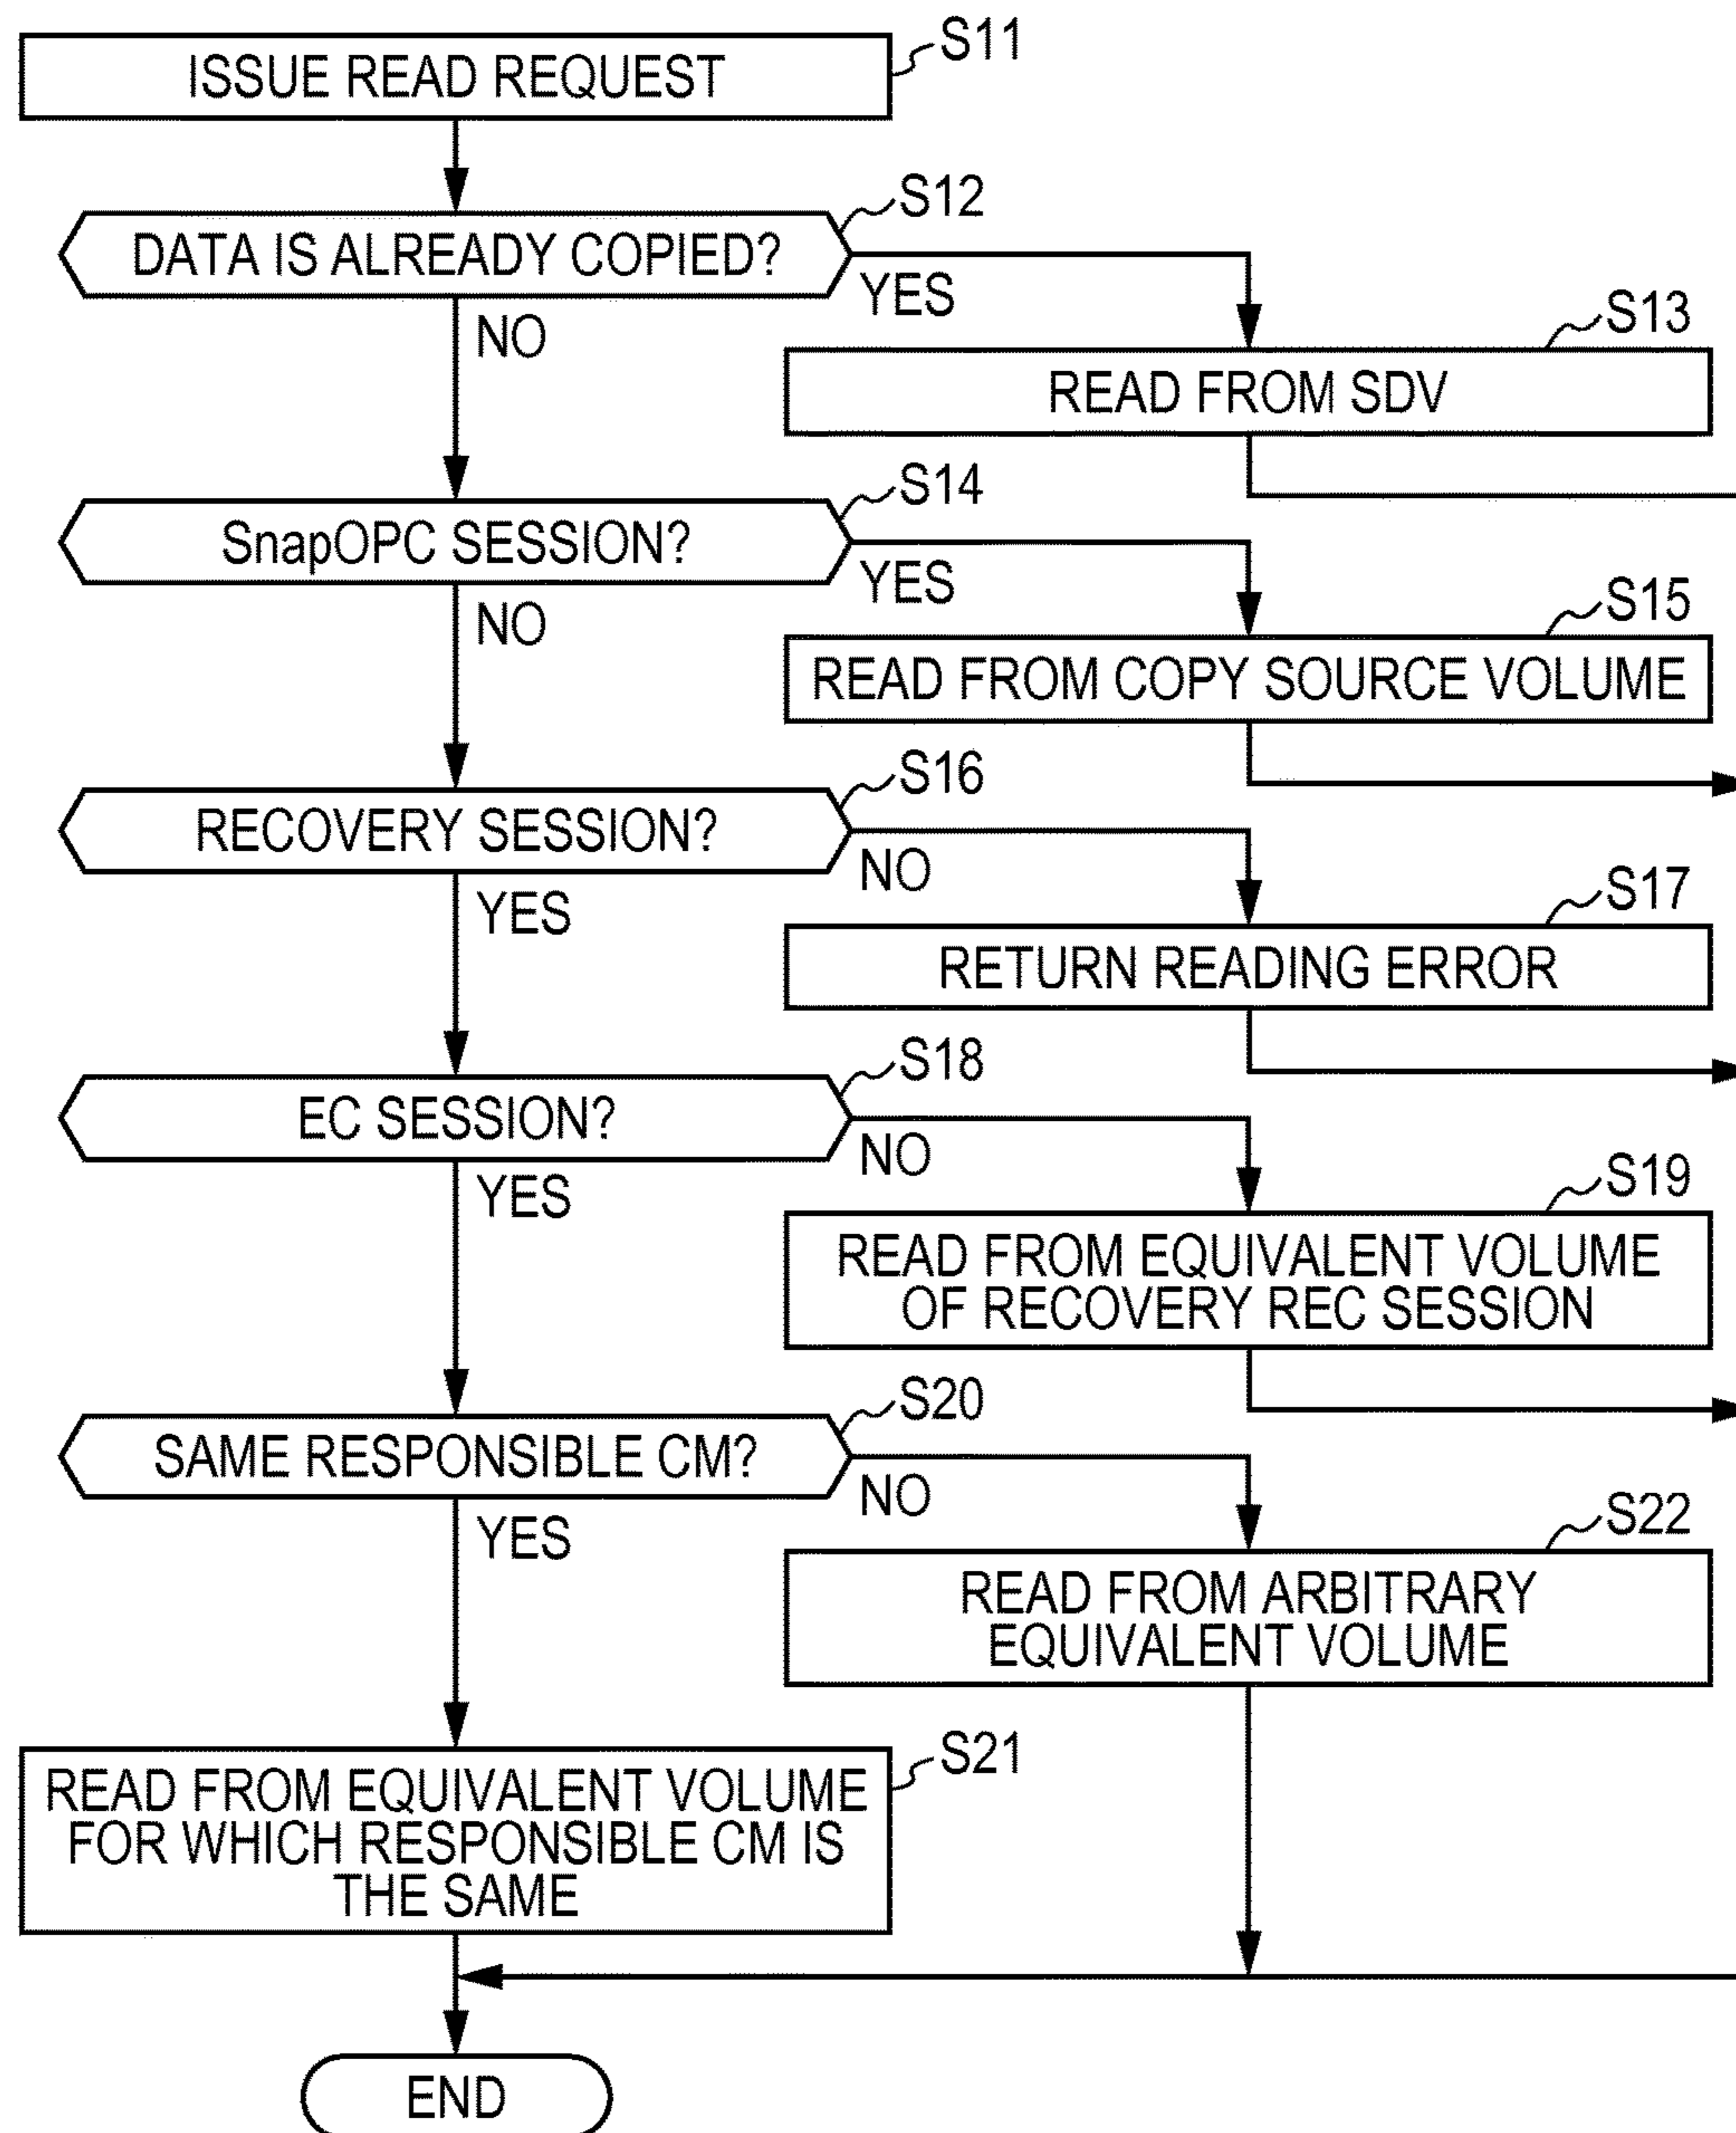 S11
ISSUE READ REQUEST
S12
DATA IS ALREADY COPIED?
YES
NO
S13
READ FROM SDV
S14
SnapOPC SESSION?
YES
NO
S15
READ FROM COPY SOURCE VOLUME
S16
RECOVERY SESSION?
NO
YES
S17
RETURN READING ERROR
S18
EC SESSION?
NO
YES
S19
READ FROM EQUIVALENT VOLUME
OF RECOVERY REC SESSION
S20
SAME RESPONSIBLE CM?
NO
YES
S22
READ FROM ARBITRARY
EQUIVALENT VOLUME
S21
READ FROM EQUIVALENT VOLUME
FOR WHICH RESPONSIBLE CM IS
THE SAME
END